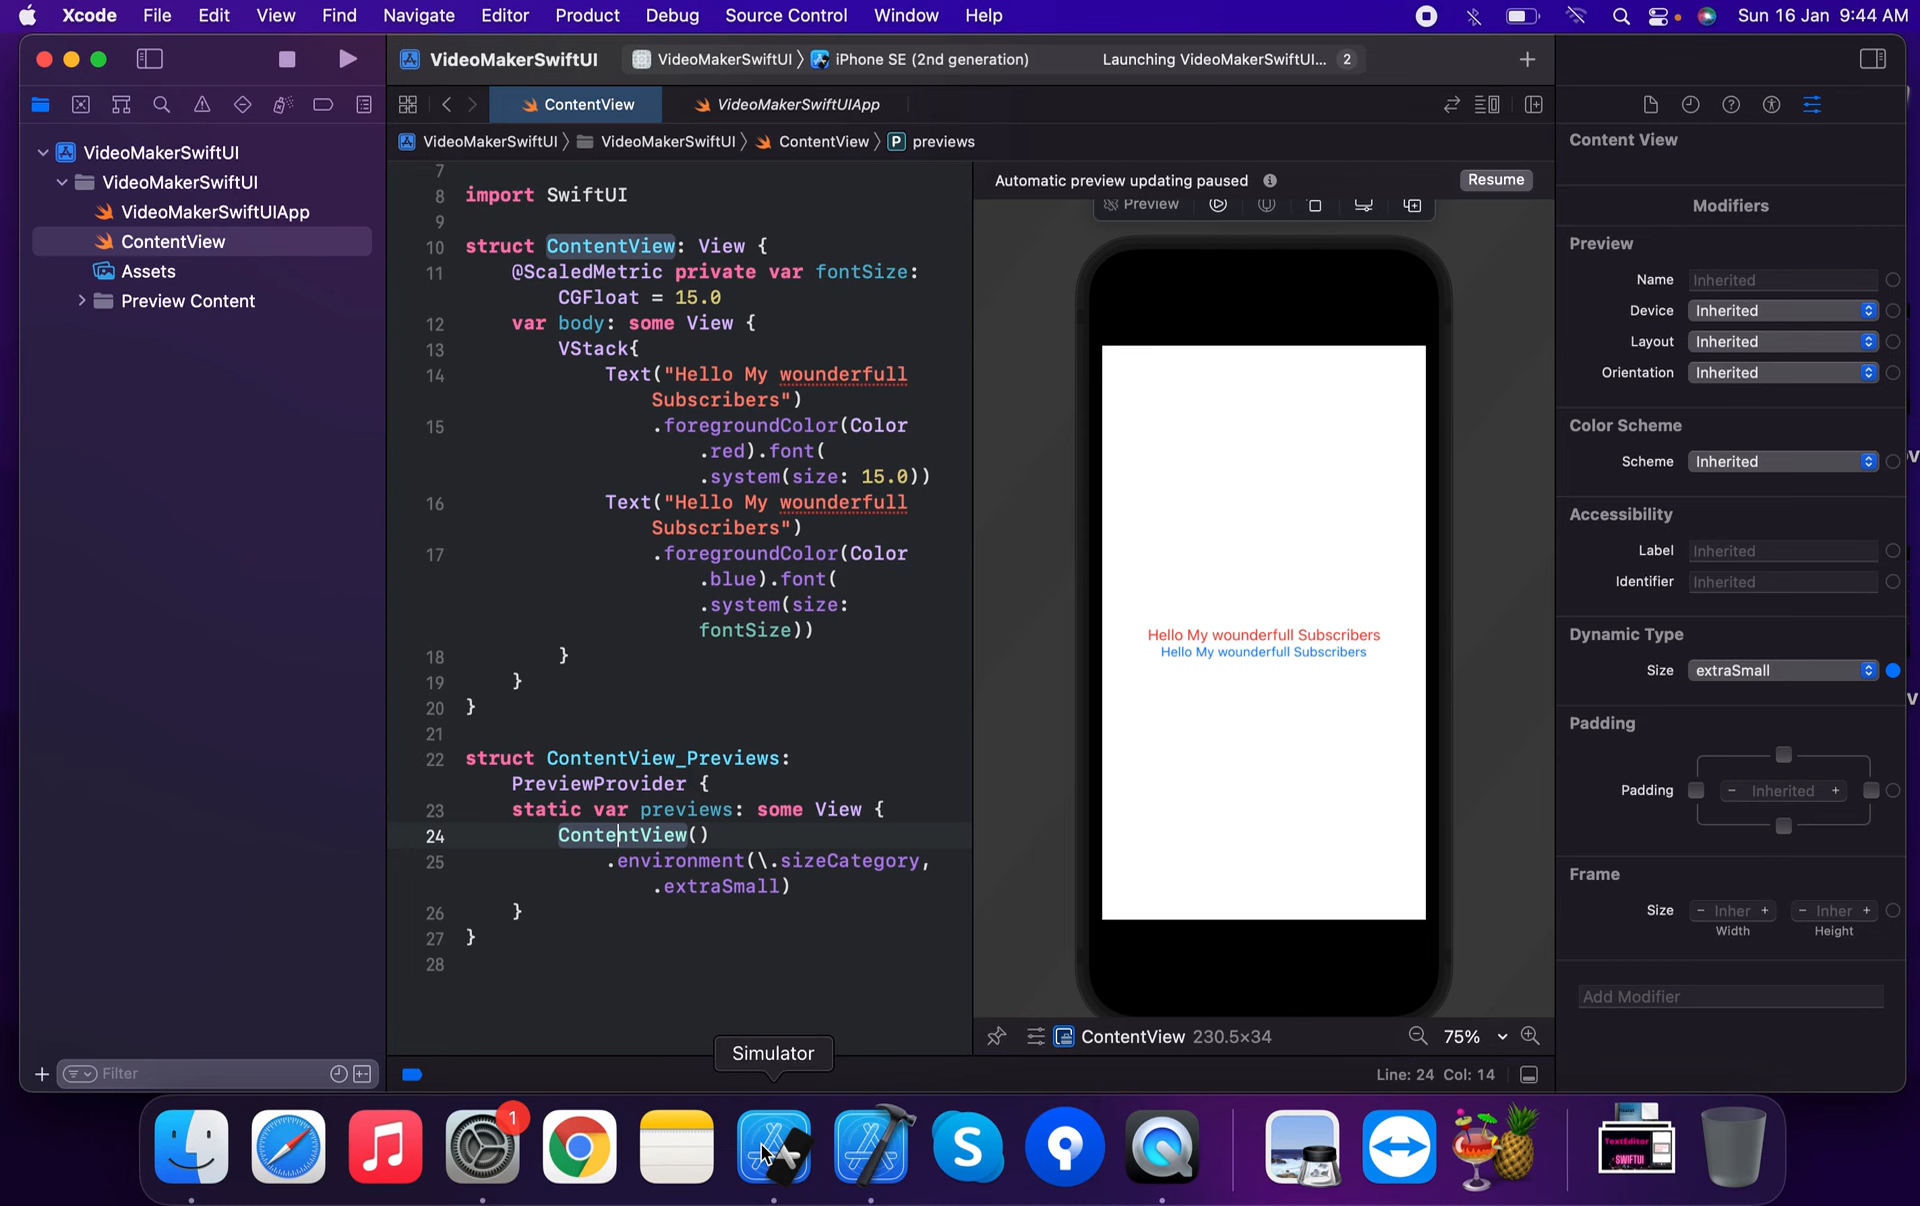 Xcode File Edit View Find Navigate Editor Product Debug Source Control Window Help Sun 16 Jan 9:44 AM
VideoMakerSwiftUI VideoMakerSwiftUI 〉 iPhone SE (2nd generation) Launching VideoMakerSwiftUI... 2
ContentView VideoMakerSwiftUIApp
VideoMakerSwiftUI 〉 VideoMakerSwiftUI 〉 ContentView 〉 P previews
VideoMakerSwiftUI
VideoMakerSwiftUI
VideoMakerSwiftUIApp
ContentView
Assets
Preview Content
Filter
7
8 import SwiftUI
9
10 struct ContentView: View {
11 @ScaledMetric private var fontSize:
CGFloat = 15.0
12 var body: some View {
13 VStack{
14 Text("Hello My wounderfull
Subscribers")
15 .foregroundColor(Color
.red).font(
.system(size: 15.0))
16 Text("Hello My wounderfull
Subscribers")
17 .foregroundColor(Color
.blue).font(
.system(size:
fontSize))
18 }
19 }
20 }
21
22 struct ContentView_Previews:
PreviewProvider {
23 static var previews: some View {
24 ContentView()
25 .environment(\.sizeCategory,
.extraSmall)
26 }
27 }
28
Automatic preview updating paused Resume
Preview
Hello My wounderfull Subscribers
Hello My wounderfull Subscribers
ContentView 230.5×34 75%
Line: 24 Col: 14
Content View
Modifiers
Preview
Name Inherited
Device Inherited
Layout Inherited
Orientation Inherited
Color Scheme
Scheme Inherited
Accessibility
Label Inherited
Identifier Inherited
Dynamic Type
Size extraSmall
Padding
Padding - Inherited +
Frame
Size - Inher + - Inher +
Width Height
Add Modifier
Simulator
1
S
TextEditor
SWIFTUI